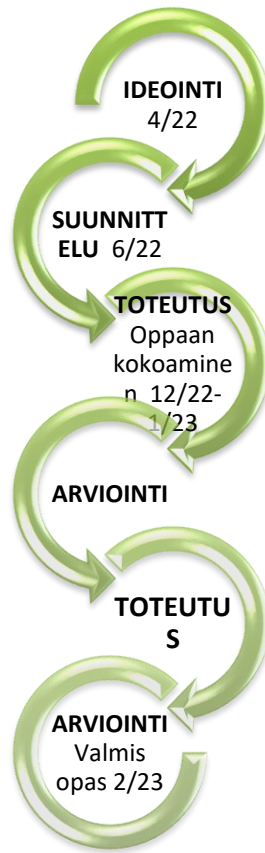 IDEOINTI
4/22
SUUNNITT
ELU 6/22
TOTEUTUS
Oppaan
kokoamine
n 12/22-
1/23
ARVIOINTI
TOTEUTU
S
ARVIOINTI
Valmis
opas 2/23